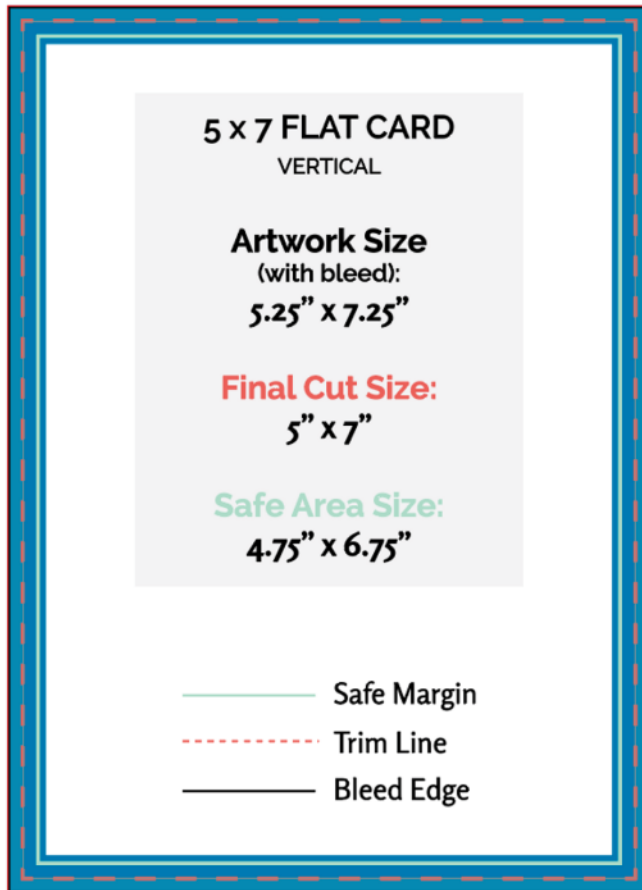 5 x 7 FLAT CARD
VERTICAL
Artwork Size
(with bleed):
5.25” x 7.25”
Final Cut Size:
5” x 7”
Safe Area Size:
4.75” x 6.75”
Safe Margin
Trim Line
Bleed Edge